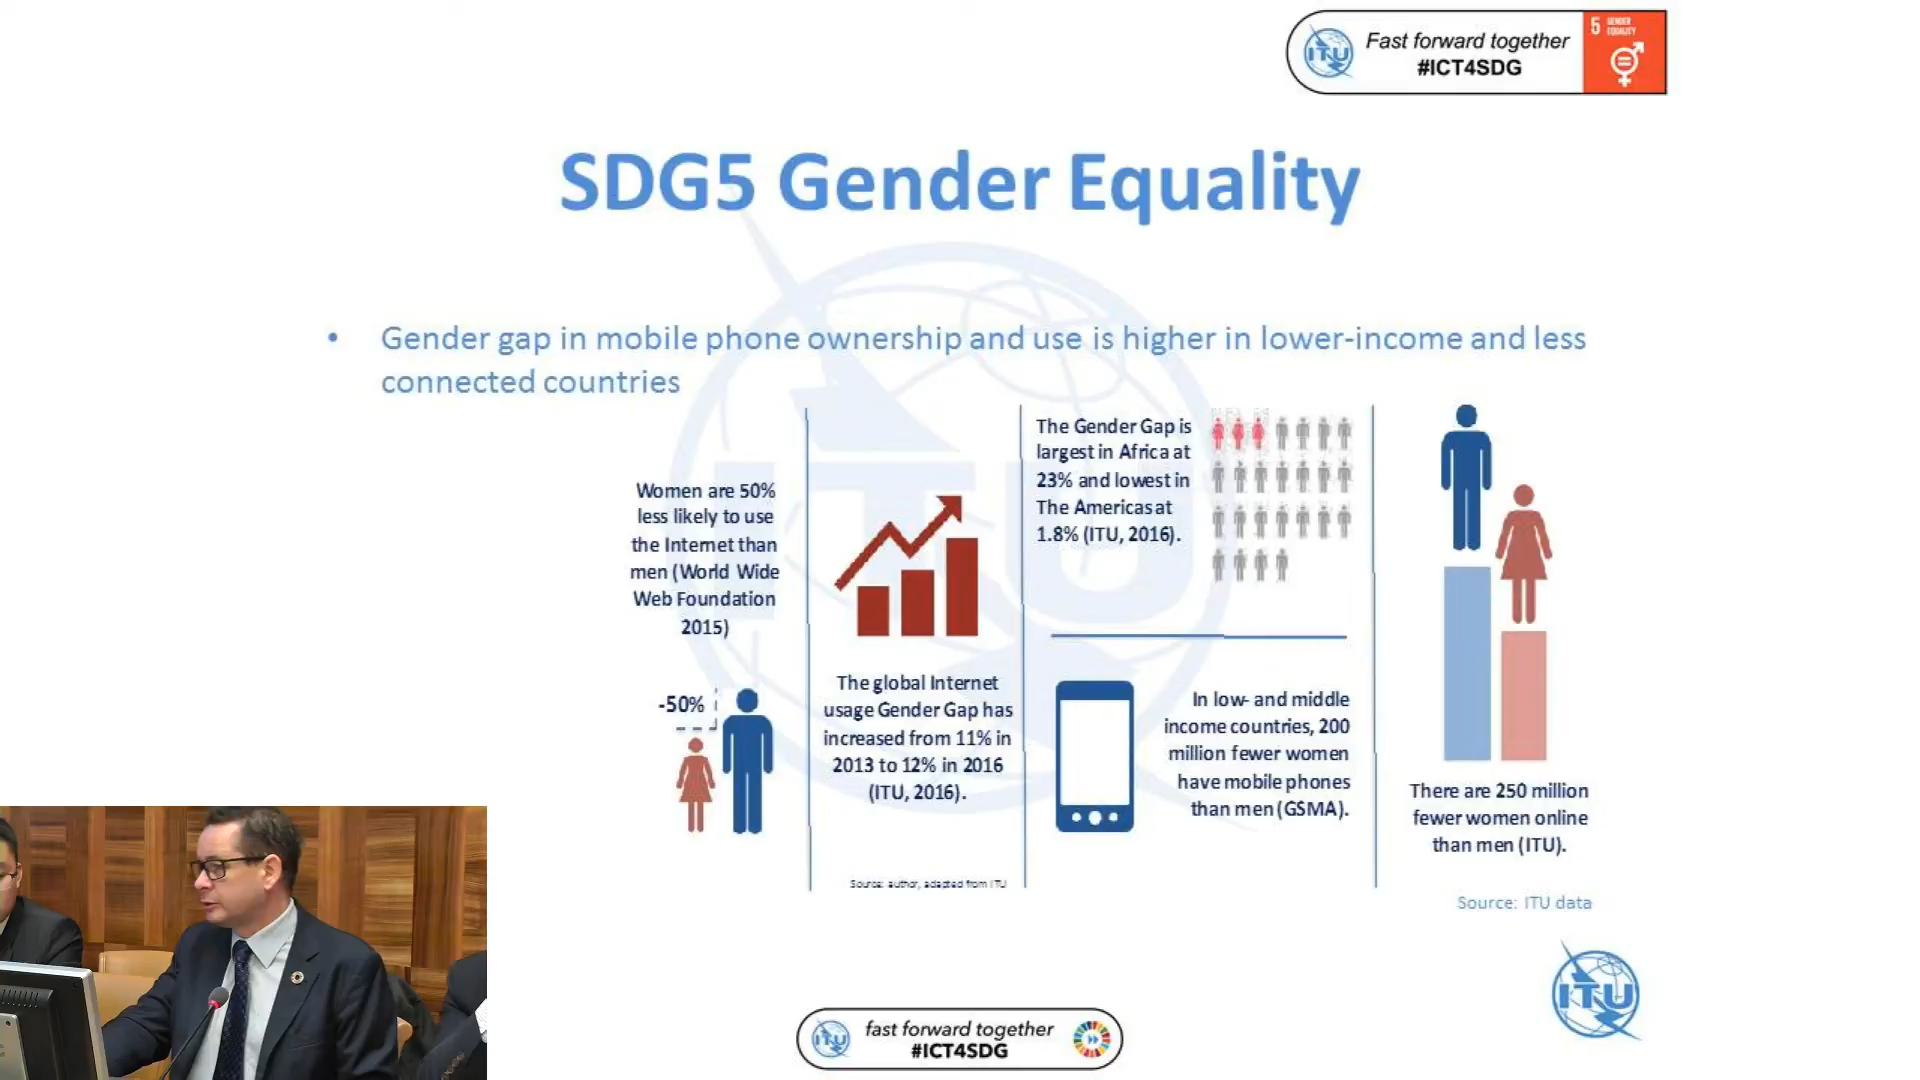 ITU
Fast forward together
#ICT4SDG
5 GENDER
EQUALITY
SDG5 Gender Equality
• Gender gap in mobile phone ownership and use is higher in lower-income and less
connected countries
Women are 50%
less likely to use
the Internet than
men (World Wide
Web Foundation
2015)
-50%
The global Internet
usage Gender Gap has
increased from 11% in
2013 to 12% in 2016
(ITU, 2016).
Source: author, adapted from ITU
The Gender Gap is
largest in Africa at
23% and lowest in
The Americas at
1.8% (ITU, 2016).
In low- and middle
income countries, 200
million fewer women
have mobile phones
than men (GSMA).
There are 250 million
fewer women online
than men (ITU).
Source: ITU data
ITU
ITU
fast forward together
#ICT4SDG
ITU